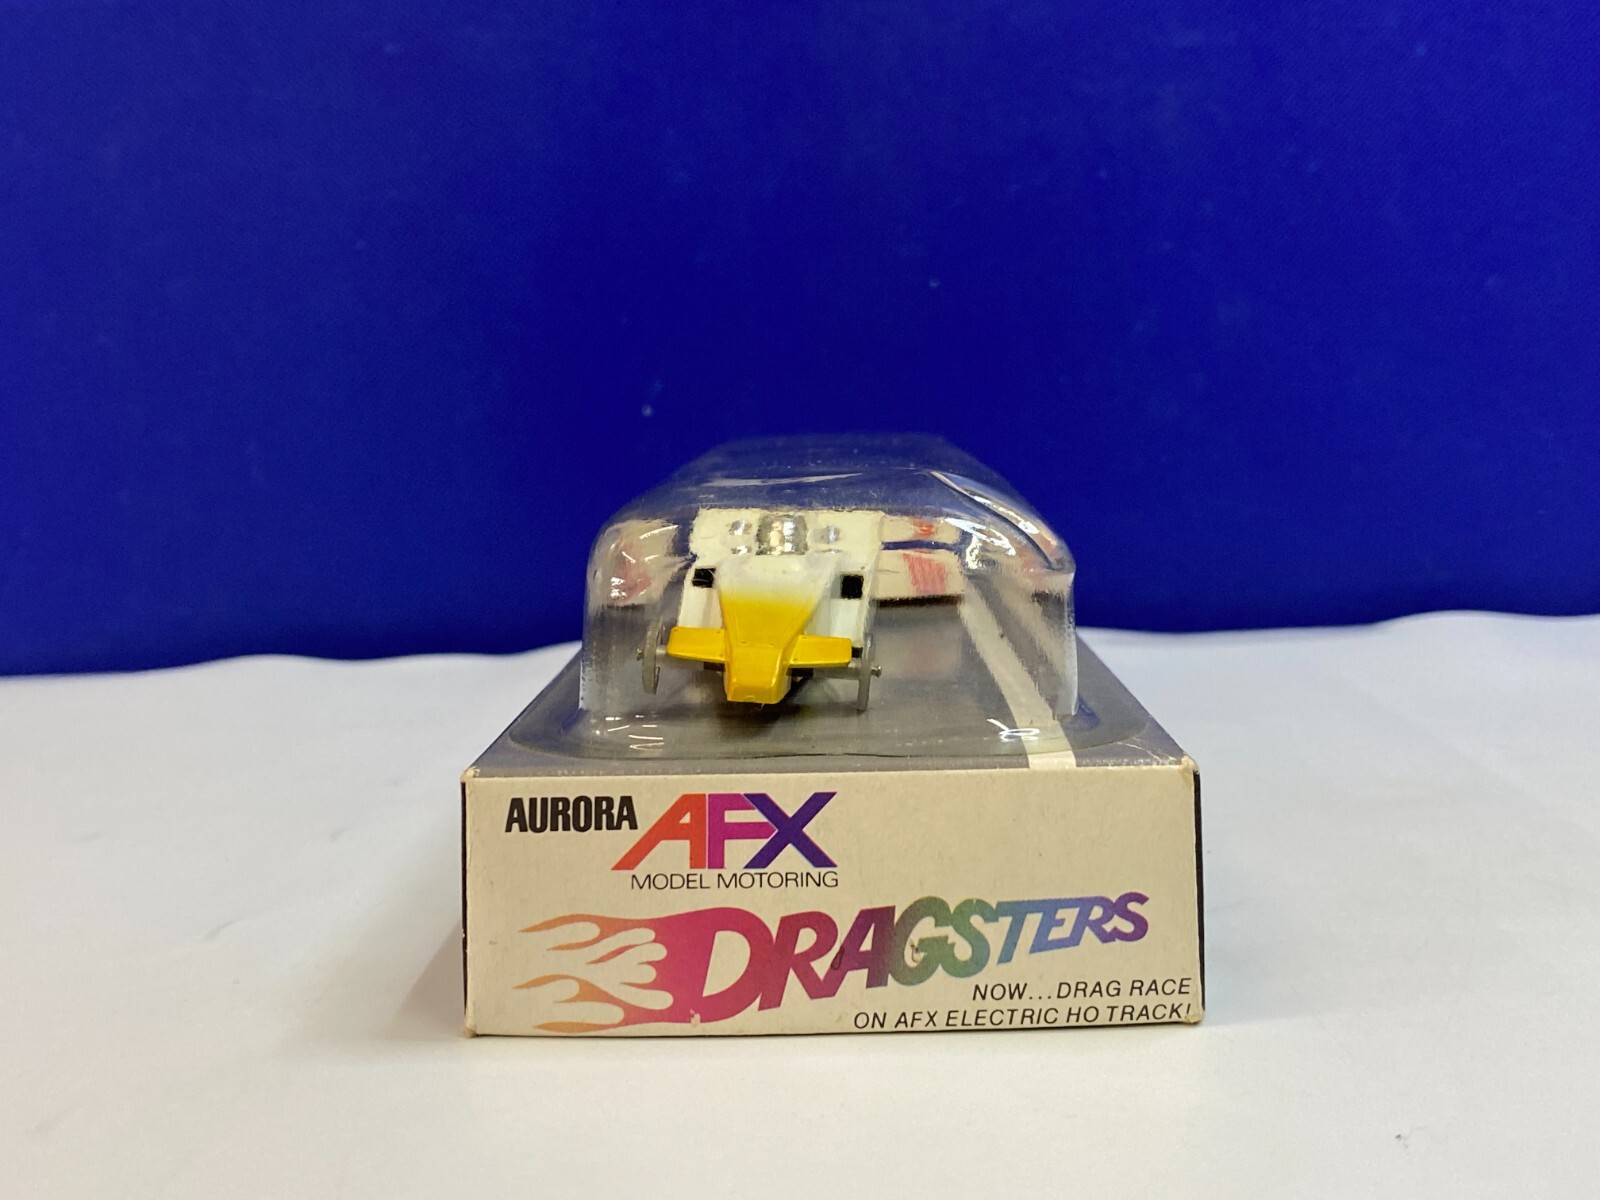 AURORA AFX
MODEL MOTORING
DRAGSTERS
NOW...DRAG RACE
ON AFX ELECTRIC HO TRACK!